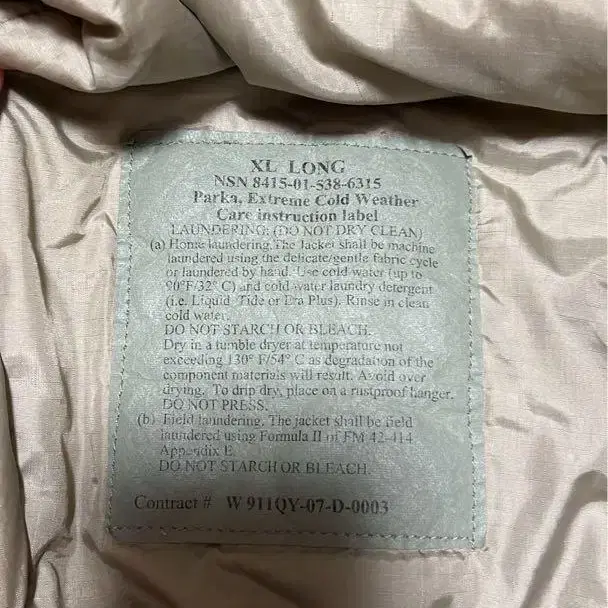 XL LONG
NSN 8415-01-538-6315
Parka, Extreme Cold Weather
Care instruction label
LAUNDERING: (DO NOT DRY CLEAN)
(a) Home laundering. The Jacket shall be machine
laundered using the delicate/gentle fabric cycle
or laundered by hand. Use cold water (up to
90°F/32° C) and cold water laundry detergent
(i.e. Liquid Tide or Era Plus). Rinse in clean
cold water.
DO NOT STARCH OR BLEACH.
Dry in a tumble dryer at temperature not
exceeding 130° F/54° C as degradation of the
component materials will result. Avoid over
drying. To drip dry, place on a rustproof hanger.
DO NOT PRESS.
(b) Field laundering. The jacket shall be field
laundered using Formula II of FM 42-414
Appendix E.
DO NOT STARCH OR BLEACH.
Contract # W911QY-07-D-0003